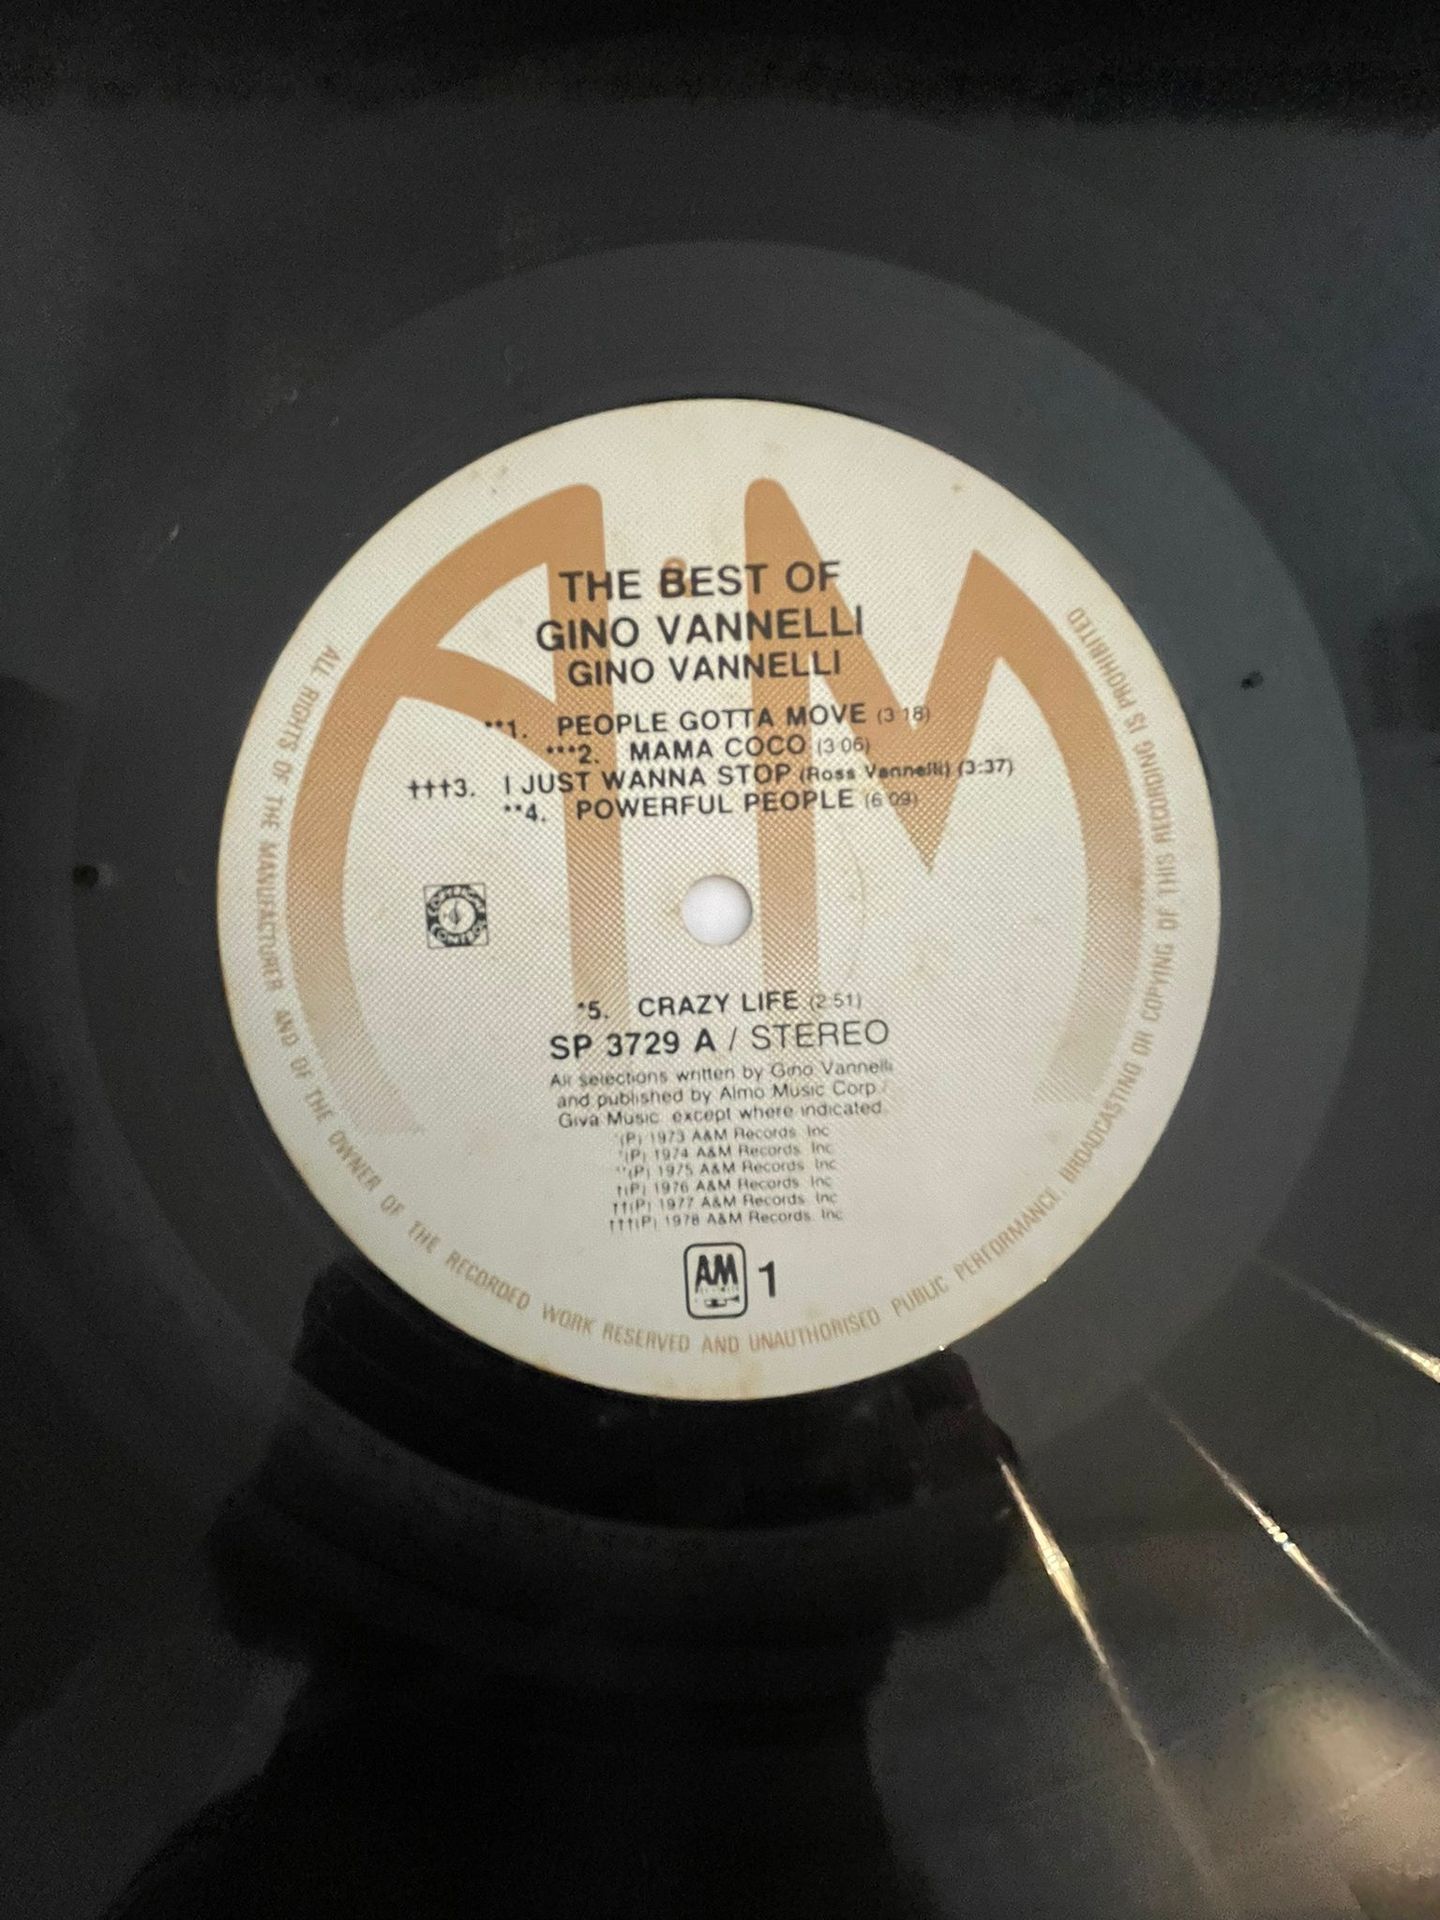 THE BEST OF
GINO VANNELLI
GINO VANNELLI
**1. PEOPLE GOTTA MOVE (3:18)
***2. MAMA COCO (3:06)
†††3. I JUST WANNA STOP (Ross Vannelli) (3:37)
**4. POWERFUL PEOPLE (6:09)
COPYRIGHT CONTROL
*5. CRAZY LIFE (2:51)
SP 3729 A / STEREO
All selections written by Gino Vannelli
and published by Almo Music Corp /
Giva Music except where indicated.
*(P) 1973 A&M Records. Inc
*(P) 1974 A&M Records. Inc
**(P) 1975 A&M Records. Inc
†(P) 1976 A&M Records. Inc
††(P) 1977 A&M Records. Inc
†††(P) 1978 A&M Records. Inc
AM 1
ALL RIGHTS OF THE MANUFACTURER AND OF THE OWNER OF THE RECORDED WORK RESERVED AND UNAUTHORISED PUBLIC PERFORMANCE, BROADCASTING OR COPYING OF THIS RECORDING IS PROHIBITED